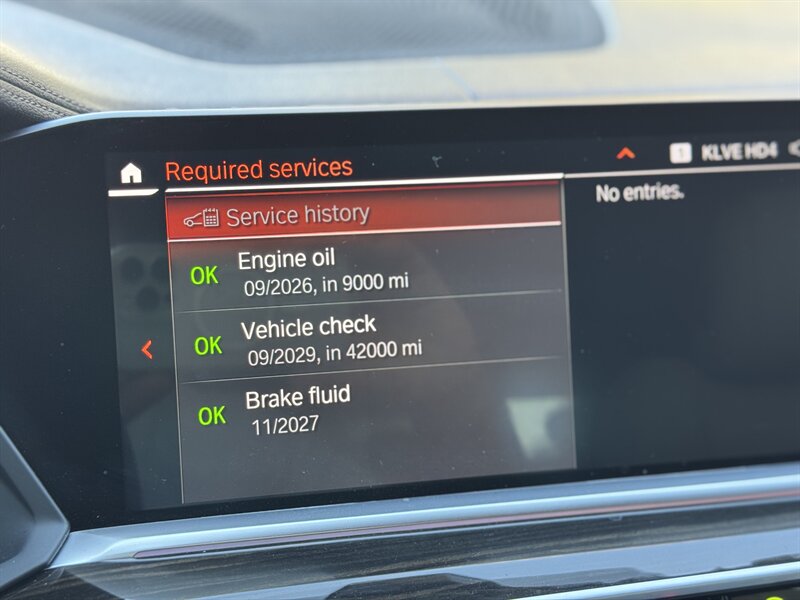 Required services
1 KLVE HD4
Service history
No entries.
OK Engine oil
09/2026, in 9000 mi
OK Vehicle check
09/2029, in 42000 mi
OK Brake fluid
11/2027